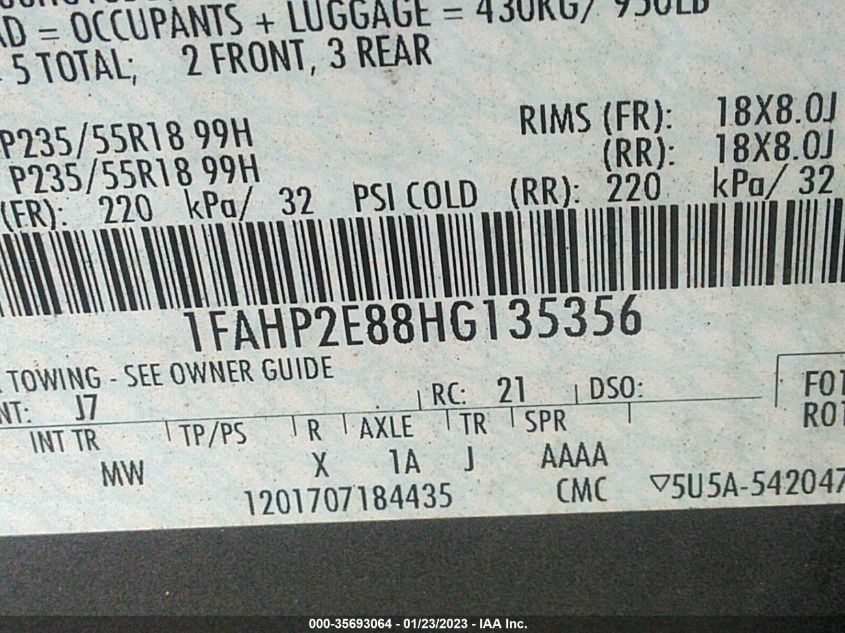 = OCCUPANTS + LUGGAGE = 430KG/ 950LB
5 TOTAL; 2 FRONT, 3 REAR
P235/55R18 99H RIMS (FR): 18X8.0J
P235/55R18 99H (RR): 18X8.0J
(FR): 220 kPa/ 32 PSI COLD (RR): 220 kPa/ 32
1FAHP2E88HG135356
TOWING - SEE OWNER GUIDE
J7 RC: 21 DSO:
INT TR TP/PS R AXLE TR SPR
MW X 1A J AAAA
1201707184435 CMC ▽5U5A-542047
000-35693064 - 01/23/2023 - IAA Inc.